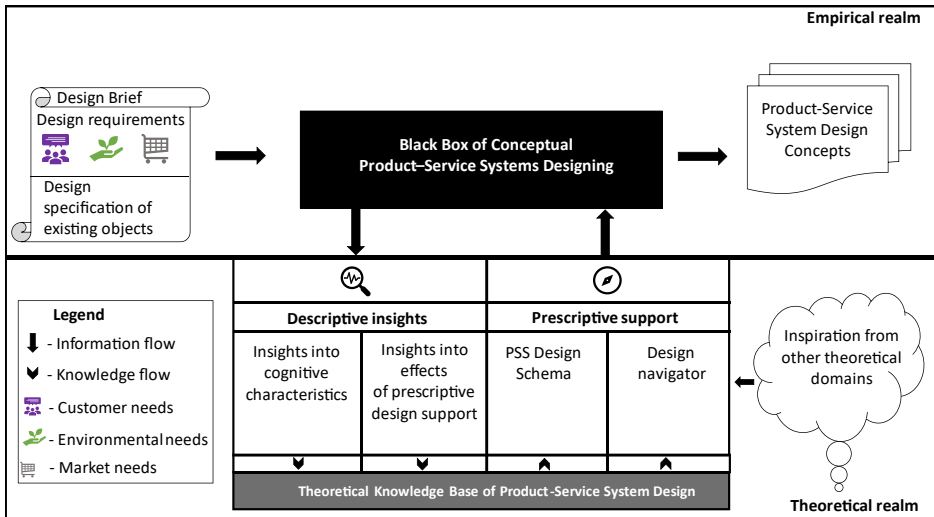 Empirical realm
Design Brief
Design requirements
Design
specification of
existing objects
Black Box of Conceptual
Product–Service Systems Designing
Product-Service
System Design
Concepts
Legend
- Information flow
- Knowledge flow
- Customer needs
- Environmental needs
- Market needs
Descriptive insights
Prescriptive support
Insights into
cognitive
characteristics
Insights into
effects
of prescriptive
design support
PSS Design
Schema
Design
navigator
Theoretical Knowledge Base of Product-Service System Design
Inspiration from
other theoretical
domains
Theoretical realm